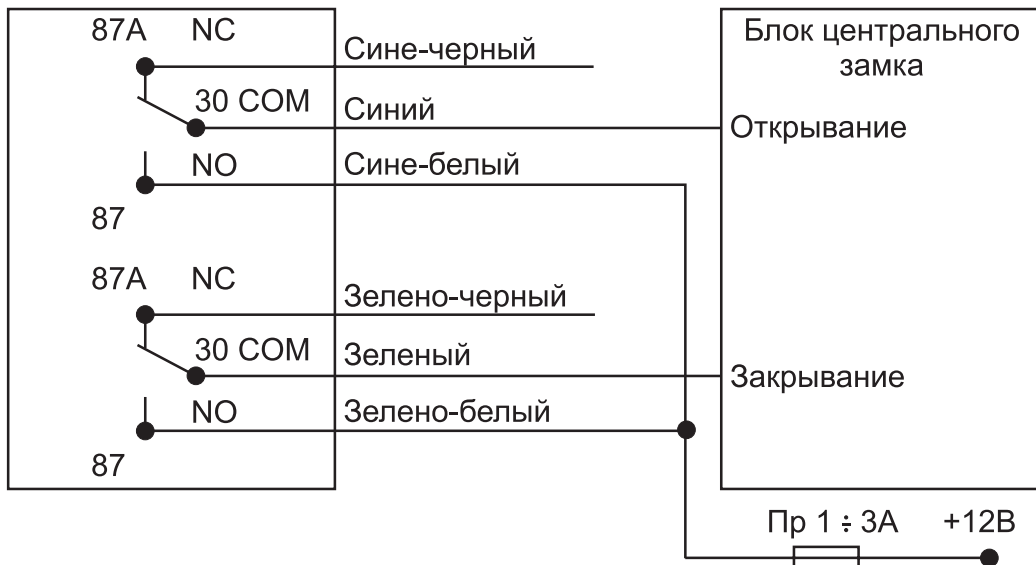 87A NC
Сине-черный
30 COM
Синий
NO
Сине-белый
87
87A NC
Зелено-черный
30 COM
Зеленый
NO
Зелено-белый
87
Блок центрального
замка
Открывание
Закрывание
Пр 1 ÷ 3А +12В